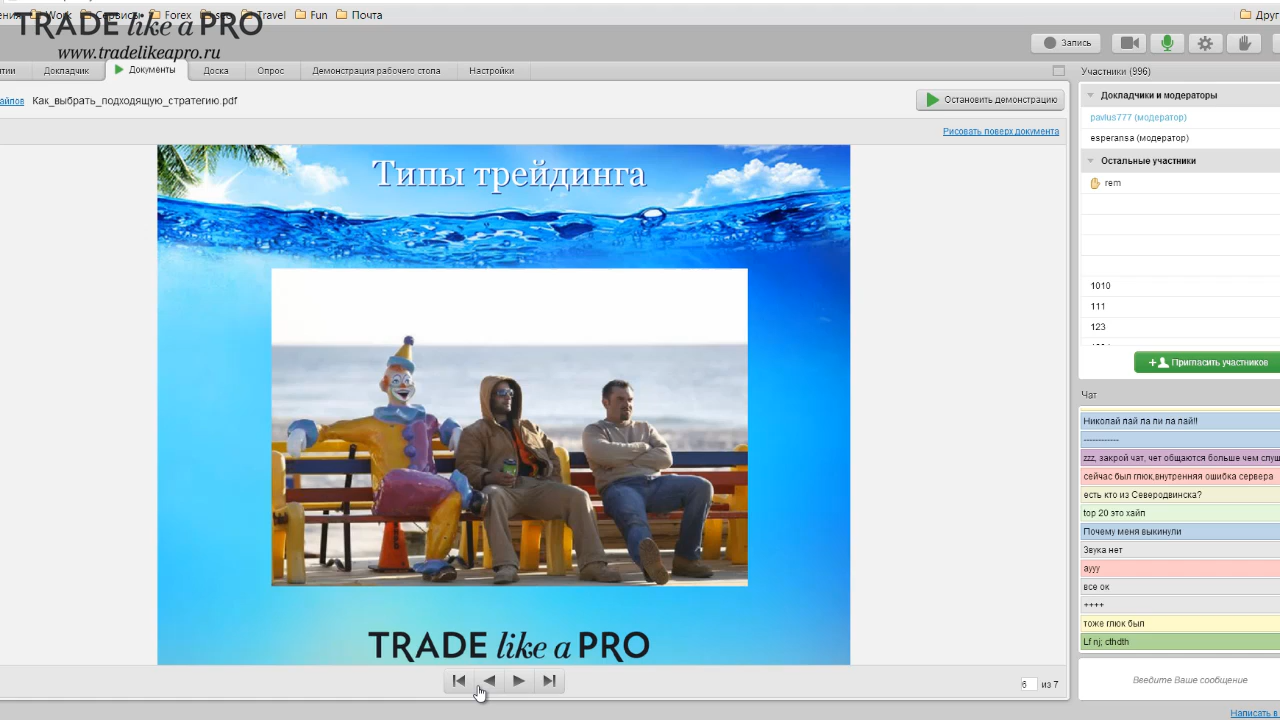 Work
Сервисы
Forex
Travel
Fun
Почта
TRADE like a PRO
www.tradelikeapro.ru
Запись
Докладчик
Документы
Доска
Опрос
Демонстрация рабочего стола
Настройки
Участники (996)
Как_выбрать_подходящую_стратегию.pdf
Остановить демонстрацию
Рисовать поверх документа
Докладчики и модераторы
pavlus777 (модератор)
esperansa (модератор)
Остальные участники
rem
1010
111
123
Пригласить участников
Типы трейдинга
TRADE like a PRO
6 из 7
Чат
Николай лай ла ли ла лай!!
------------
zzz, закрой чат, чет общаются больше чем
сейчас был глюк,внутренняя ошибка сервера
есть кто из Северодвинска?
top 20 это хайп
Почему меня выкинули
Звука нет
аууу
все ок
++++
тоже глюк был
Lf nj; cthdth
Введите Ваше сообщение
Написать в